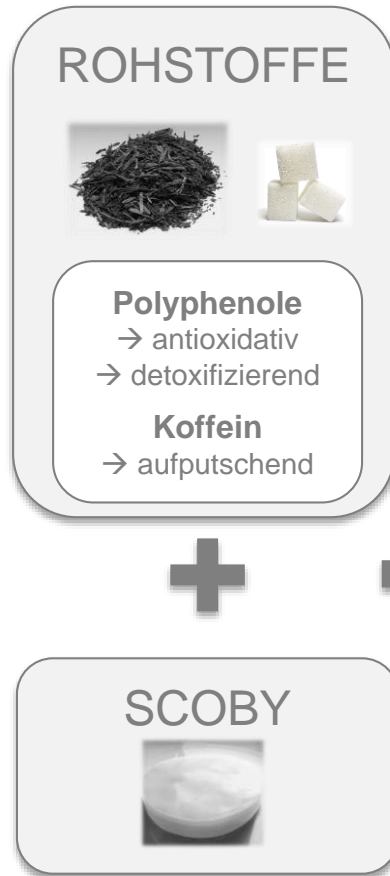 ROHSTOFFE
Polyphenole
→ antioxidativ
→ detoxifizierend
Koffein
→ aufputschend
SCOBY